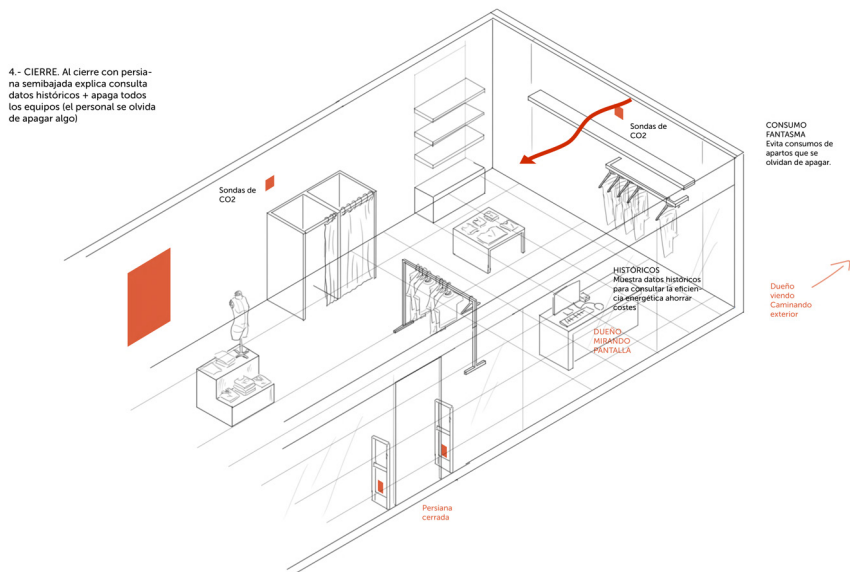 4.- CIERRE. Al cierre con persia-
na semibajada explica consulta
datos históricos + apaga todos
los equipos (el personal se olvida
de apagar algo)
Sondas de
CO2
CONSUMO
FANTASMA
Evita consumos de
apartos que se
olvidan de apagar.
Sondas de
CO2
HISTÓRICOS
Muestra datos históricos
para consultar la eficien-
cia energética ahorrar
costes
Dueño
viendo
Caminando
exterior
DUEÑO
MIRANDO
PANTALLA
Persiana
cerrada